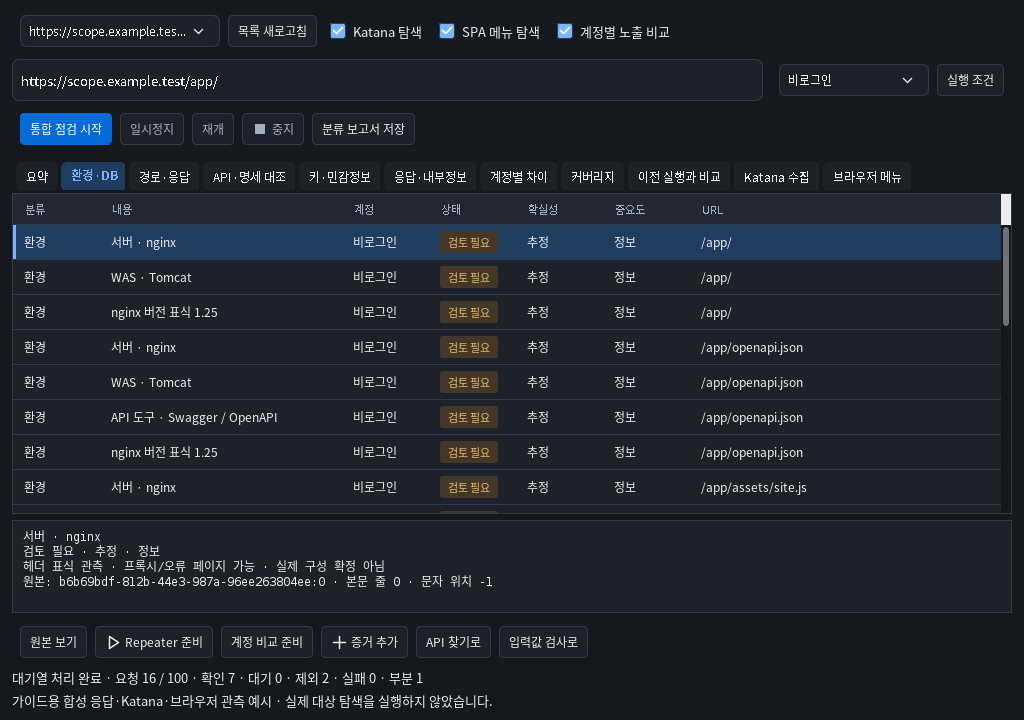 https://scope.example.tes... 목록 새로고침 Katana 탐색 SPA 메뉴 탐색 계정별 노출 비교
https://scope.example.test/app/ 비로그인 실행 조건
통합 점검 시작 일시정지 재개 중지 분류 보고서 저장
요약 환경·DB 경로·응답 API·명세 대조 키·민감정보 응답·내부정보 계정별 차이 커버리지 이전 실행과 비교 Katana 수집 브라우저 메뉴
분류 내용 계정 상태 확실성 중요도 URL
환경 서버 · nginx 비로그인 검토 필요 추정 정보 /app/
환경 WAS · Tomcat 비로그인 검토 필요 추정 정보 /app/
환경 nginx 버전 표식 1.25 비로그인 검토 필요 추정 정보 /app/
환경 서버 · nginx 비로그인 검토 필요 추정 정보 /app/openapi.json
환경 WAS · Tomcat 비로그인 검토 필요 추정 정보 /app/openapi.json
환경 API 도구 · Swagger / OpenAPI 비로그인 검토 필요 추정 정보 /app/openapi.json
환경 nginx 버전 표식 1.25 비로그인 검토 필요 추정 정보 /app/openapi.json
환경 서버 · nginx 비로그인 검토 필요 추정 정보 /app/assets/site.js
서버 · nginx
검토 필요 · 추정 · 정보
헤더 표식 관측 · 프록시/오류 페이지 가능 · 실제 구성 확정 아님
원본: b6b69bdf-812b-44e3-987a-96ee263804ee:0 · 본문 줄 0 · 문자 위치 -1
원본 보기 Repeater 준비 계정 비교 준비 증거 추가 API 찾기로 입력값 검사로
대기열 처리 완료 · 요청 16 / 100 · 확인 7 · 대기 0 · 제외 2 · 실패 0 · 부분 1
가이드용 합성 응답·Katana·브라우저 관측 예시 · 실제 대상 탐색을 실행하지 않았습니다.